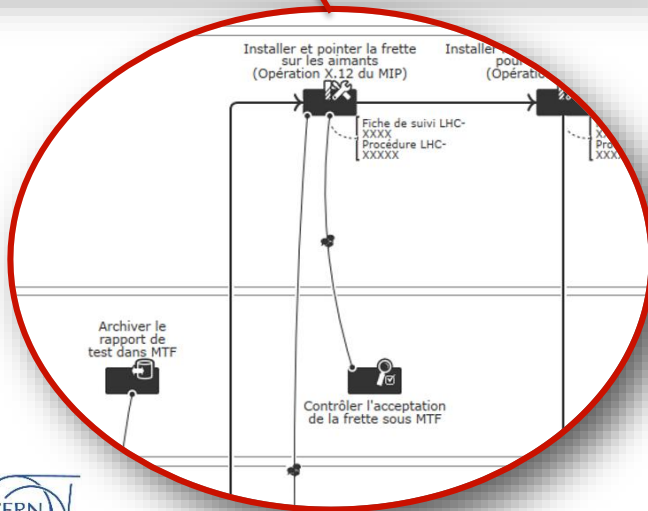 Installer et pointer la frette
sur les aimants
(Opération X.12 du MIP)
Installer
pour
(Opératio
Fiche de suivi LHC-
XXXX
Procédure LHC-
XXXXX
Archiver le
rapport de
test dans MTF
Contrôler l'acceptation
de la frette sous MTF
CERN